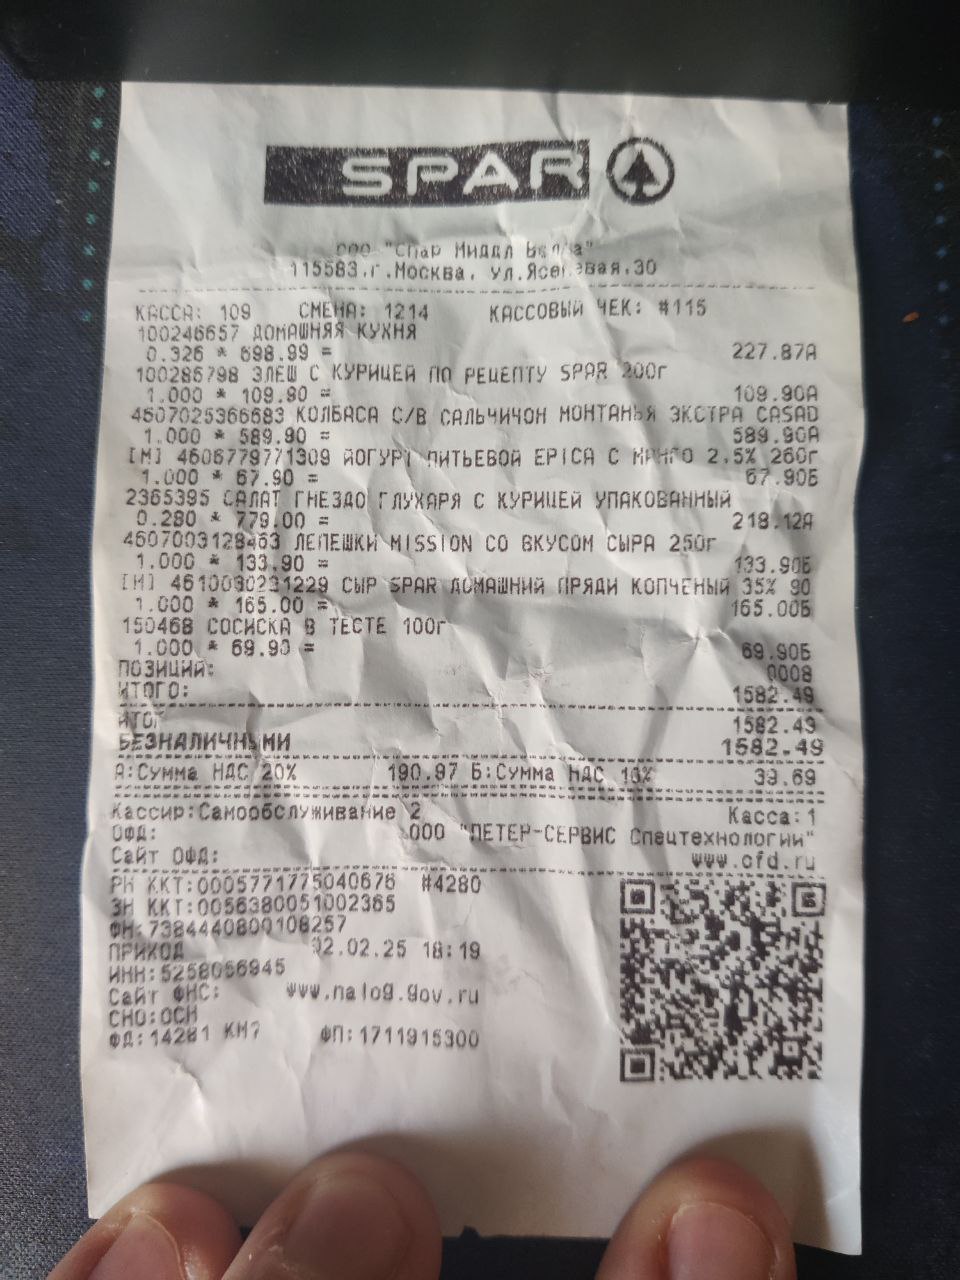 SPAR
ООО "Спар Миддл Волга"
115583,г.Москва, ул.Ясеневая,30
КАССА: 109 СМЕНА: 1214 КАССОВЫЙ ЧЕК: #115
100246657 ДОМАШНЯЯ КУХНЯ
0.326 * 698.99 = 227.87А
100285798 ЭЛЕШ С КУРИЦЕЙ ПО РЕЦЕПТУ SPAR 200г
1.000 * 109.90 = 109.90А
4607025366683 КОЛБАСА С/В САЛЬЧИЧОН МОНТАНЬЯ ЭКСТРА CASAD
1.000 * 589.90 = 589.90А
[М] 4606779771309 ЙОГУРТ ПИТЬЕВОЙ EPICA С МАНГО 2.5% 260г
1.000 * 67.90 = 67.90Б
2365395 САЛАТ ГНЕЗДО ГЛУХАРЯ С КУРИЦЕЙ УПАКОВАННЫЙ
0.280 * 779.00 = 218.12А
4607003128463 ЛЕПЕШКИ MISSION СО ВКУСОМ СЫРА 250г
1.000 * 133.90 = 133.90Б
[М] 4610090231229 СЫР SPAR ДОМАШНИЙ ПРЯДИ КОПЧЕНЫЙ 35% 90
1.000 * 165.00 = 165.00Б
150468 СОСИСКА В ТЕСТЕ 100г
1.000 * 69.90 = 69.90Б
ПОЗИЦИЙ: 0008
ИТОГО: 1582.49
ИТОГ 1582.49
БЕЗНАЛИЧНЫМИ 1582.49
А:Сумма НДС 20% 190.97 Б:Сумма НДС 10% 39.69
Кассир:Самообслуживание 2 Касса:1
ОФД: ООО "ПЕТЕР-СЕРВИС Спецтехнологии"
Сайт ОФД: www.ofd.ru
РН ККТ:0005771775040676 #4280
ЗН ККТ:0056380051002365
ФН:7384440800108257
ПРИХОД 02.02.25 18:19
ИНН:5258056945
Сайт ФНС: www.nalog.gov.ru
СНО:ОСН
ФД:14281 КМ? ФП:1711915300